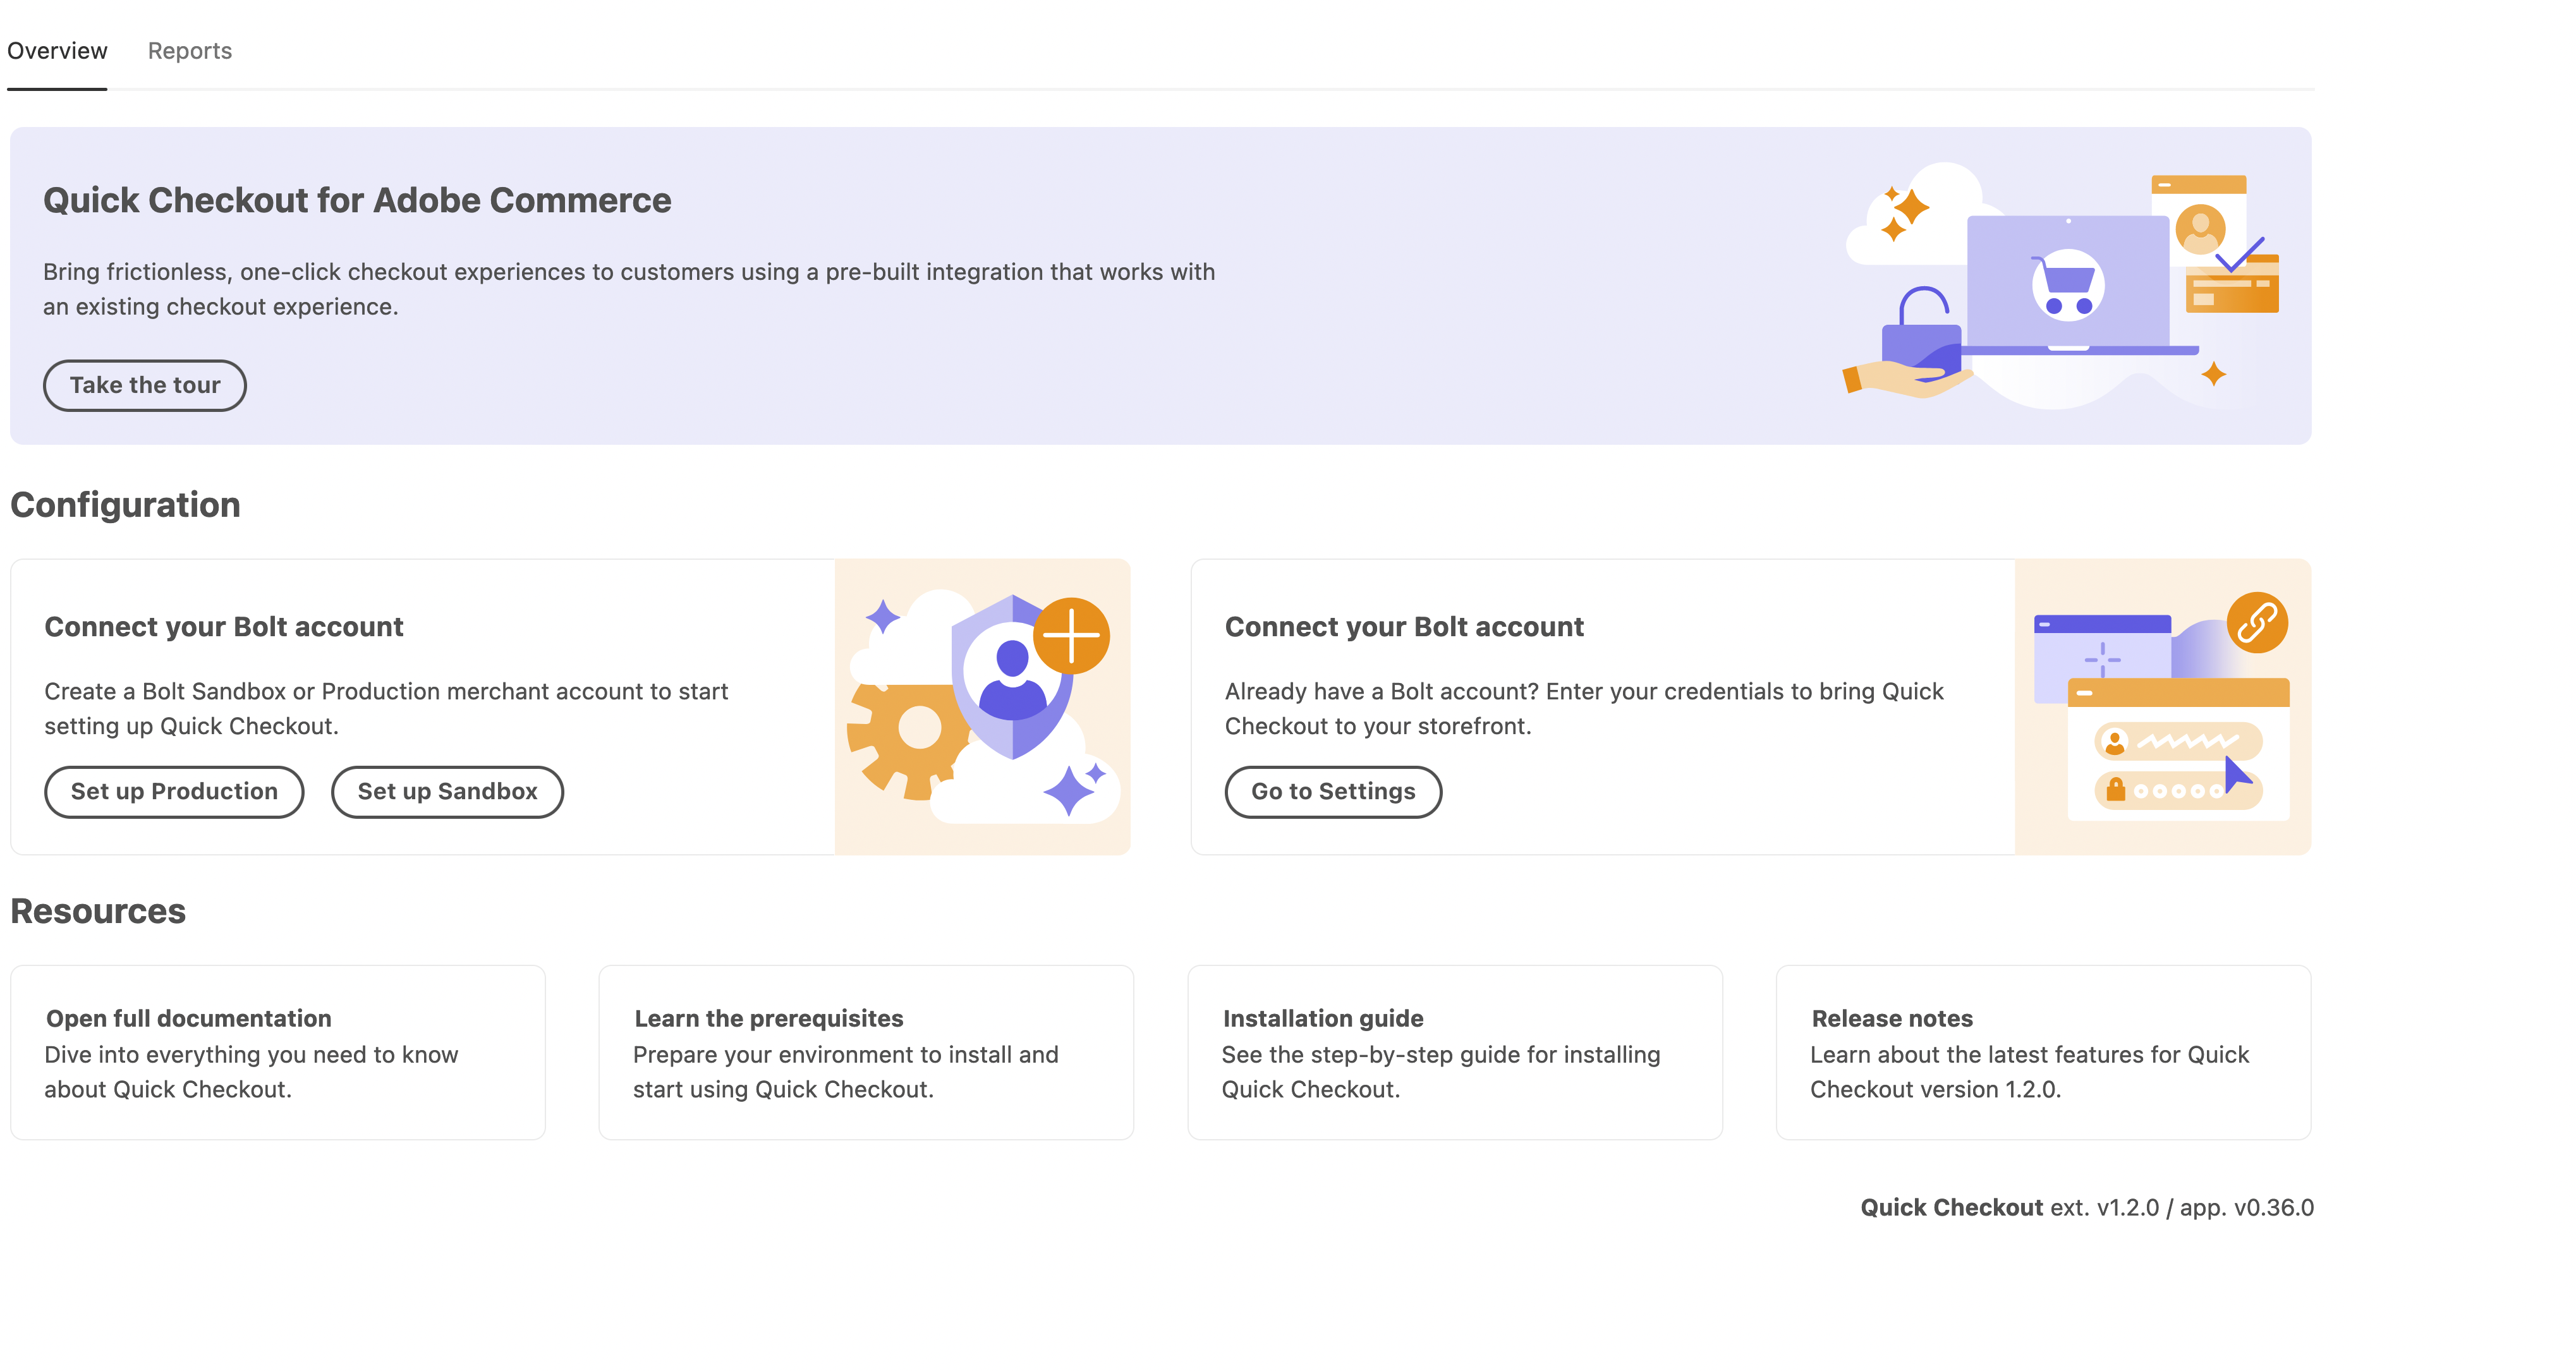 Overview
Reports
Quick Checkout for Adobe Commerce
Bring frictionless, one-click checkout experiences to customers using a pre-built integration that works with
an existing checkout experience.
Take the tour
Configuration
Connect your Bolt account
Create a Bolt Sandbox or Production merchant account to start
setting up Quick Checkout.
Set up Production
Set up Sandbox
Connect your Bolt account
Already have a Bolt account? Enter your credentials to bring Quick
Checkout to your storefront.
Go to Settings
Resources
Open full documentation
Dive into everything you need to know
about Quick Checkout.
Learn the prerequisites
Prepare your environment to install and
start using Quick Checkout.
Installation guide
See the step-by-step guide for installing
Quick Checkout.
Release notes
Learn about the latest features for Quick
Checkout version 1.2.0.
Quick Checkout ext. v1.2.0 / app. v0.36.0